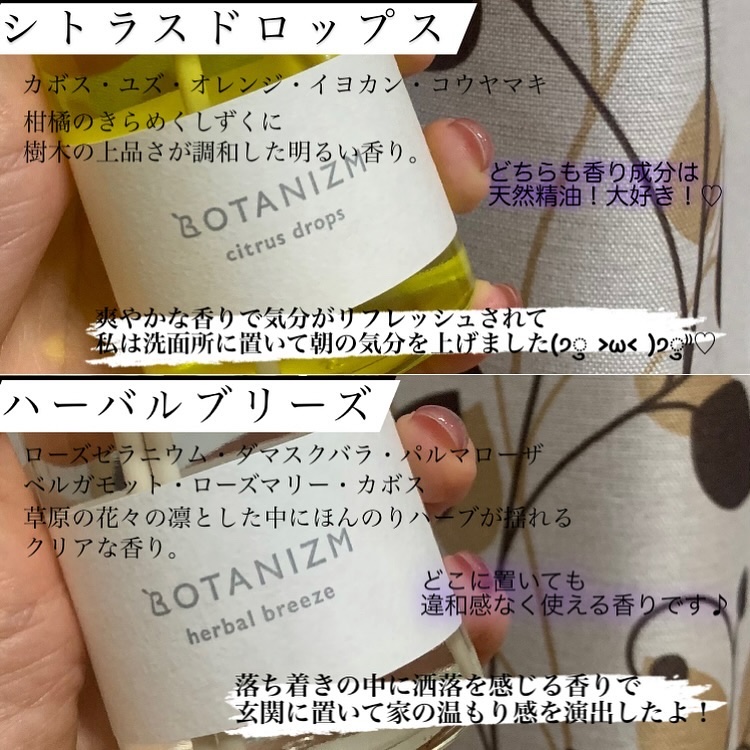 シトラスドロップス
カボス・ユズ・オレンジ・イヨカン・コウヤマキ
柑橘のきらめくしずくに
樹木の上品さが調和した明るい香り。
どちらも香り成分は
天然精油！大好き！♡
BOTANIZM
citrus drops
爽やかな香りで気分がリフレッシュされて
私は洗面所に置いて朝の気分を上げました(੭ु >ω< )੭ु⁾⁾♡
ハーバルブリーズ
ローズゼラニウム・ダマスクバラ・パルマローザ
ベルガモット・ローズマリー・カボス
草原の花々の凛とした中にほんのりハーブが揺れる
クリアな香り。
BOTANIZM
herbal breeze
どこに置いても
違和感なく使える香りです♪
落ち着きの中に洒落を感じる香りで
玄関に置いて家の温もり感を演出したよ！